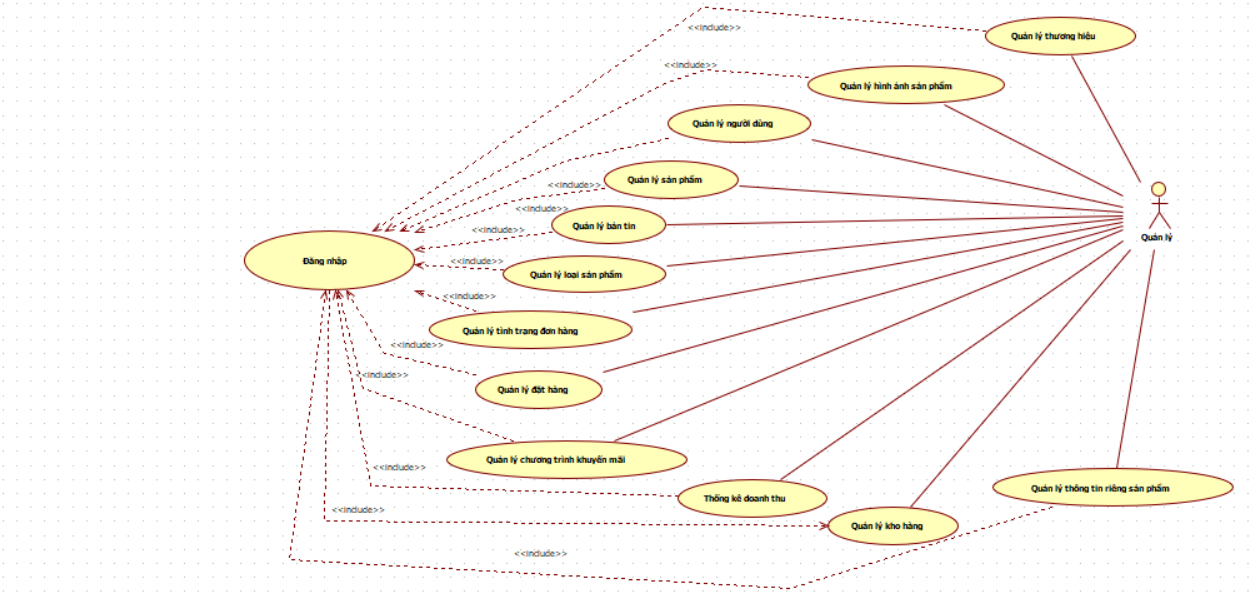 <<include>>
Quản lý thương hiệu
<<include>>
Quản lý hình ảnh sản phẩm
Quản lý người dùng
<<include>>
Quản lý sản phẩm
<<include>>
Quản lý bản tin
<<include>>
Quản lý
Đăng nhập
<<include>>
Quản lý loại sản phẩm
<<include>>
Quản lý tình trạng đơn hàng
<<include>>
<<include>>
Quản lý đặt hàng
Quản lý chương trình khuyến mãi
<<include>>
Quản lý thông tin riêng sản phẩm
Thống kê doanh thu
<<include>>
Quản lý kho hàng
<<include>>